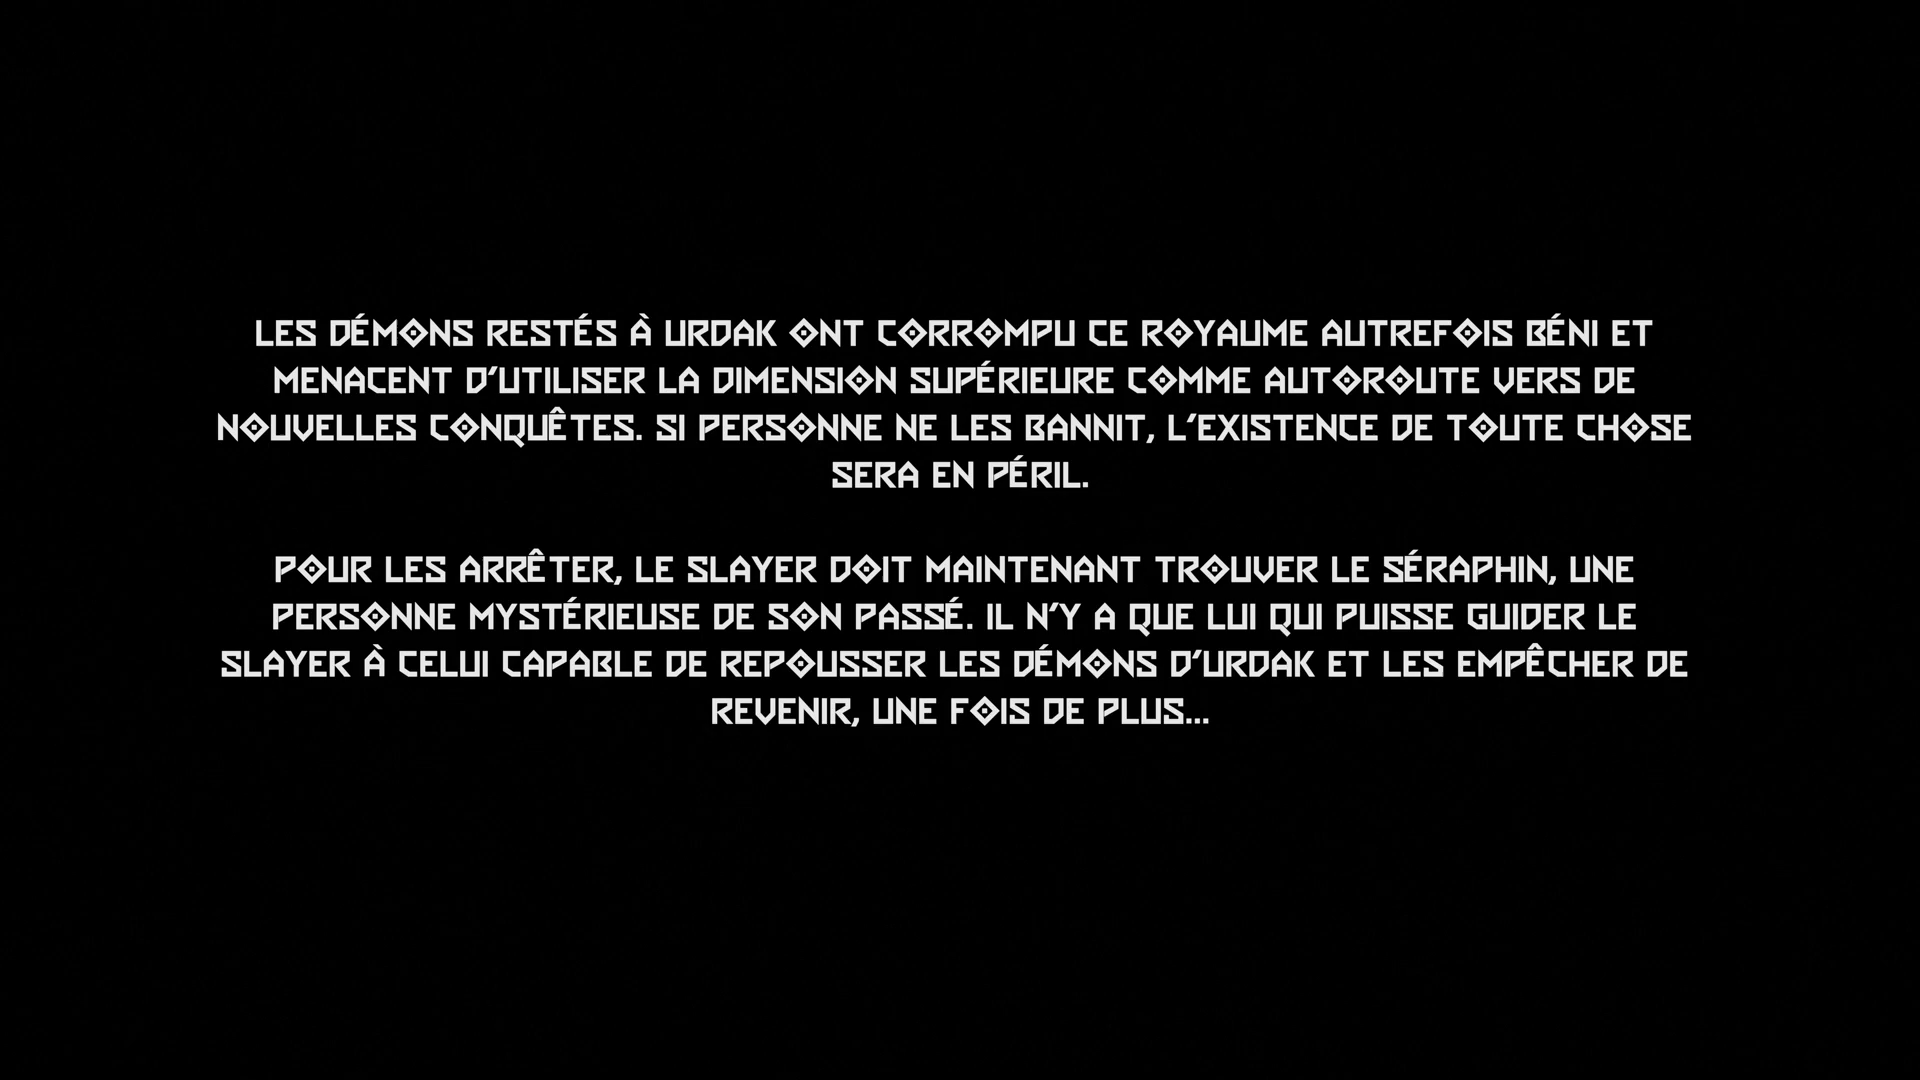 LES DÉMONS RESTÉS À URDAK ONT CORROMPU CE ROYAUME AUTREFOIS BÉNI ET
MENACENT D'UTILISER LA DIMENSION SUPÉRIEURE COMME AUTOROUTE VERS DE
NOUVELLES CONQUÊTES. SI PERSONNE NE LES BANNIT, L'EXISTENCE DE TOUTE CHOSE
SERA EN PÉRIL.
POUR LES ARRÊTER, LE SLAYER DOIT MAINTENANT TROUVER LE SÉRAPHIN, UNE
PERSONNE MYSTÉRIEUSE DE SON PASSÉ. IL N'Y A QUE LUI QUI PUISSE GUIDER LE
SLAYER À CELUI CAPABLE DE REPOUSSER LES DÉMONS D'URDAK ET LES EMPÊCHER DE
REVENIR, UNE FOIS DE PLUS...